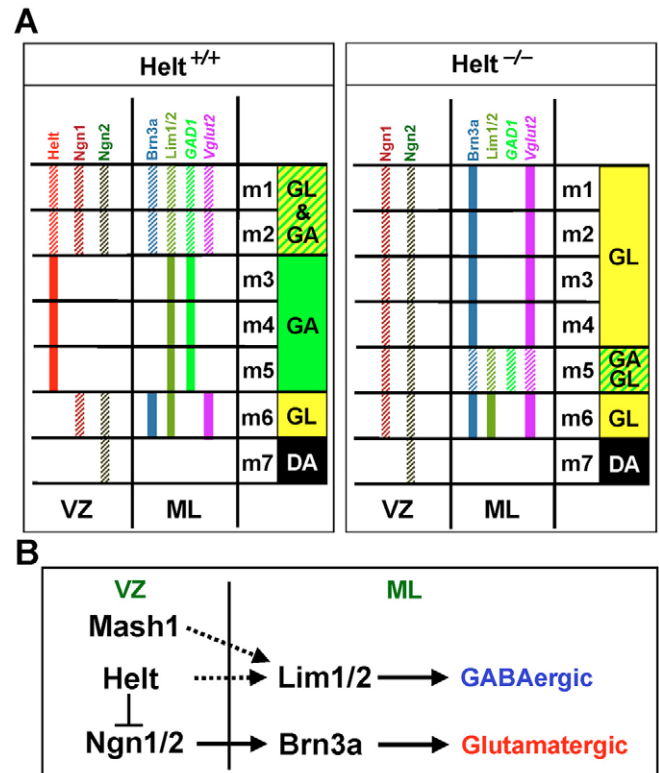 A
Helt+/+
Helt Ngn1 Ngn2 Brn3a Lim1/2 GAD1 Vglut2
m1 GL
&
m2 GA
m3
m4 GA
m5
m6 GL
m7 DA
VZ ML
Helt−/−
Ngn1 Ngn2 Brn3a Lim1/2 GAD1 Vglut2
m1
m2
GL
m3
m4
m5 GA
GL
m6 GL
m7 DA
VZ ML
B
VZ ML
Mash1
Helt Lim1/2 GABAergic
Ngn1/2 Brn3a Glutamatergic